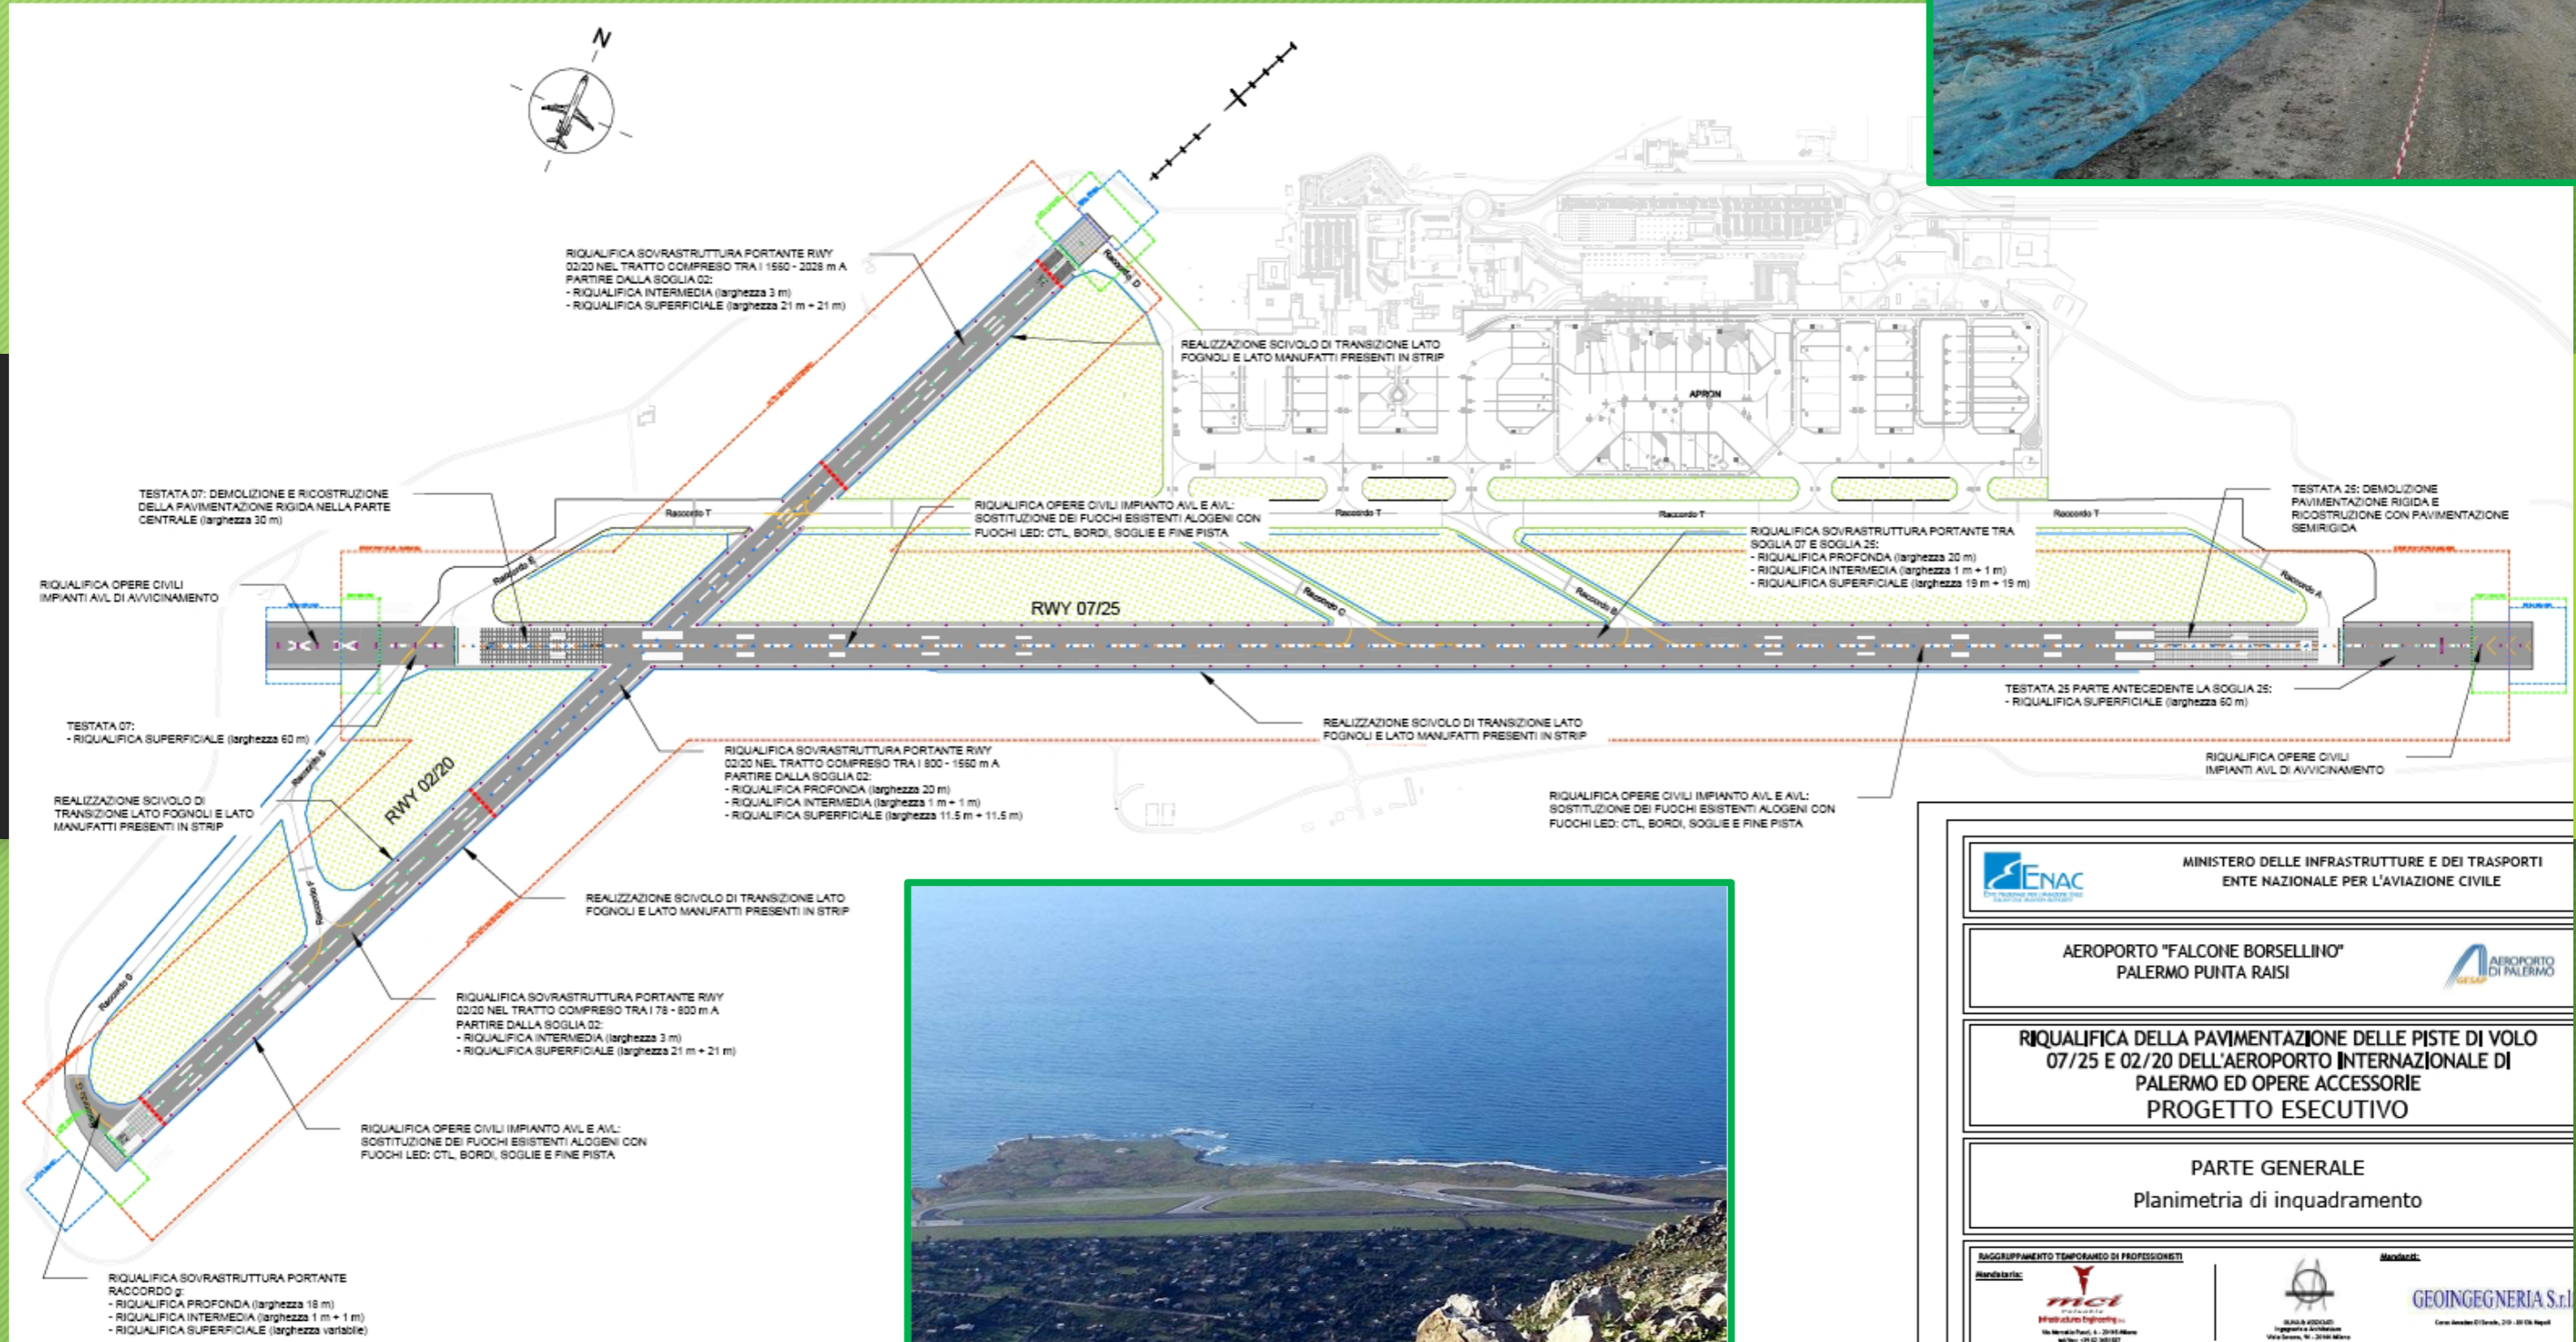 N
RIQUALIFICA SOVRASTRUTTURA PORTANTE RWY
02/20 NEL TRATTO COMPRESO TRA I 1560 - 2028 m A
PARTIRE DALLA SOGLIA 02:
- RIQUALIFICA INTERMEDIA (larghezza 3 m)
- RIQUALIFICA SUPERFICIALE (larghezza 21 m + 21 m)
Raccordo D
REALIZZAZIONE SCIVOLO DI TRANSIZIONE LATO
FOGNOLI E LATO MANUFATTI PRESENTI IN STRIP
APRON
TESTATA 07: DEMOLIZIONE E RICOSTRUZIONE
DELLA PAVIMENTAZIONE RIGIDA NELLA PARTE
CENTRALE (larghezza 30 m)
Raccordo T
RIQUALIFICA OPERE CIVILI IMPIANTO AVL E AVL:
SOSTITUZIONE DEI FUOCHI ESISTENTI ALOGENI CON
FUOCHI LED: CTL, BORDI, SOGLIE E FINE PISTA
Raccordo T
Raccordo T
Raccordo T
RIQUALIFICA SOVRASTRUTTURA PORTANTE TRA
SOGLIA 07 E SOGLIA 25:
- RIQUALIFICA PROFONDA (larghezza 20 m)
- RIQUALIFICA INTERMEDIA (larghezza 1 m + 1 m)
- RIQUALIFICA SUPERFICIALE (larghezza 19 m + 19 m)
TESTATA 25: DEMOLIZIONE
PAVIMENTAZIONE RIGIDA E
RICOSTRUZIONE CON PAVIMENTAZIONE
SEMIRIGIDA
RIQUALIFICA OPERE CIVILI
IMPIANTI AVL DI AVVICINAMENTO
RWY 07/25
Raccordo C
Raccordo B
Raccordo A
TESTATA 07:
- RIQUALIFICA SUPERFICIALE (larghezza 60 m)
TESTATA 25 PARTE ANTECEDENTE LA SOGLIA 25:
- RIQUALIFICA SUPERFICIALE (larghezza 60 m)
REALIZZAZIONE SCIVOLO DI TRANSIZIONE LATO
FOGNOLI E LATO MANUFATTI PRESENTI IN STRIP
RIQUALIFICA OPERE CIVILI
IMPIANTI AVL DI AVVICINAMENTO
RWY 02/20
REALIZZAZIONE SCIVOLO DI
TRANSIZIONE LATO FOGNOLI E LATO
MANUFATTI PRESENTI IN STRIP
RIQUALIFICA SOVRASTRUTTURA PORTANTE RWY
02/20 NEL TRATTO COMPRESO TRA I 800 - 1560 m A
PARTIRE DALLA SOGLIA 02:
- RIQUALIFICA PROFONDA (larghezza 20 m)
- RIQUALIFICA INTERMEDIA (larghezza 1 m + 1 m)
- RIQUALIFICA SUPERFICIALE (larghezza 11.5 m + 11.5 m)
RIQUALIFICA OPERE CIVILI IMPIANTO AVL E AVL:
SOSTITUZIONE DEI FUOCHI ESISTENTI ALOGENI CON
FUOCHI LED: CTL, BORDI, SOGLIE E FINE PISTA
Raccordo F
REALIZZAZIONE SCIVOLO DI TRANSIZIONE LATO
FOGNOLI E LATO MANUFATTI PRESENTI IN STRIP
Raccordo G
RIQUALIFICA SOVRASTRUTTURA PORTANTE RWY
02/20 NEL TRATTO COMPRESO TRA I 78 - 800 m A
PARTIRE DALLA SOGLIA 02:
- RIQUALIFICA INTERMEDIA (larghezza 3 m)
- RIQUALIFICA SUPERFICIALE (larghezza 21 m + 21 m)
RIQUALIFICA OPERE CIVILI IMPIANTO AVL E AVL:
SOSTITUZIONE DEI FUOCHI ESISTENTI ALOGENI CON
FUOCHI LED: CTL, BORDI, SOGLIE E FINE PISTA
RIQUALIFICA SOVRASTRUTTURA PORTANTE
RACCORDO g:
- RIQUALIFICA PROFONDA (larghezza 18 m)
- RIQUALIFICA INTERMEDIA (larghezza 1 m + 1 m)
- RIQUALIFICA SUPERFICIALE (larghezza variabile)
ENAC
MINISTERO DELLE INFRASTRUTTURE E DEI TRASPORTI
ENTE NAZIONALE PER L'AVIAZIONE CIVILE
AEROPORTO "FALCONE BORSELLINO"
PALERMO PUNTA RAISI
AEROPORTO
DI PALERMO
GESAP
RIQUALIFICA DELLA PAVIMENTAZIONE DELLE PISTE DI VOLO
07/25 E 02/20 DELL'AEROPORTO INTERNAZIONALE DI
PALERMO ED OPERE ACCESSORIE
PROGETTO ESECUTIVO
PARTE GENERALE
Planimetria di inquadramento
RAGGRUPPAMENTO TEMPORANEO DI PROFESSIONISTI
Mandataria:
Mandanti:
mci
Infrastructures Engineering
GEOINGEGNERIA S.r.l